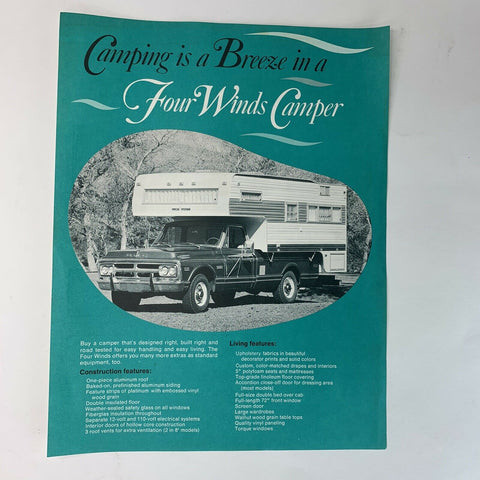 Camping is a Breeze in a
Four Winds Camper
Buy a camper that's designed right, built right and
road tested for easy handling and easy living. The
Four Winds offers you many more extras as standard
equipment, too.
Construction features:
One-piece aluminum roof
Baked-on, prefinished aluminum siding
Feature strips of platinum with embossed vinyl
wood grain
Double insulated floor
Weather-sealed safety glass on all windows
Fiberglas insulation throughout
Separate 12-volt and 110-volt electrical systems
Interior doors of hollow core construction
3 roof vents for extra ventilation (2 in 8' models)
Living features:
Upholstery fabrics in beautiful
decorator prints and solid colors
Custom, color-matched drapes and interiors
5" polyfoam seats and mattresses
Top-grade linoleum floor covering
Accordion close-off door for dressing area
(most models)
Full-size double bed over cab
Full-length 72" front window
Screen door
Large wardrobes
Walnut wood grain table tops
Quality vinyl paneling
Torque windows